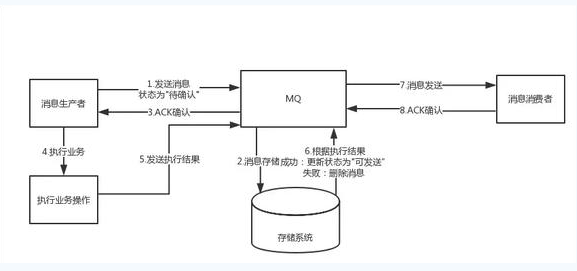 1.发送消息
状态为"待确认"
消息生产者
3.ACK确认
MQ
7.消息发送
8.ACK确认
消息消费者
4.执行业务
5.发送执行结果
2.消息存储
6.根据执行结果
成功：更新状态为"可发送"
失败：删除消息
执行业务操作
存储系统